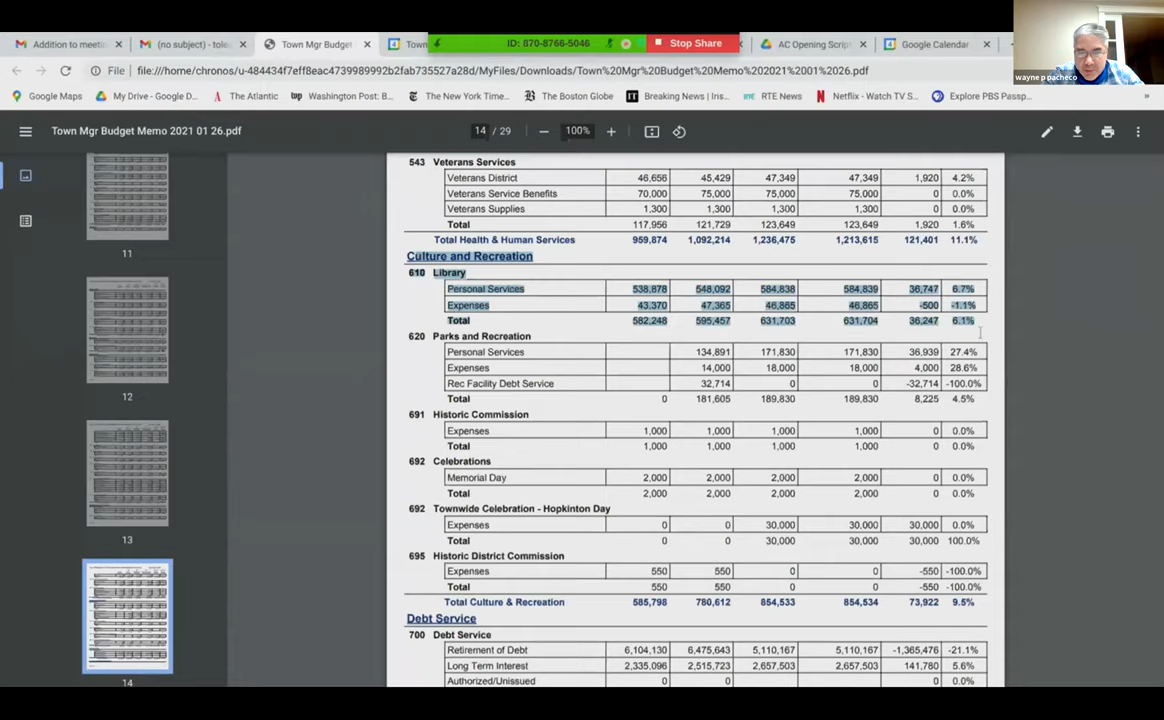 Addition to meeti
(no subject) - tole
Town Mgr Budget
Town
ID: 870-8766-5046
Stop Share
AC Opening Scrip
Google Calendar
File
file:///home/chronos/u-484434f7eff8eac4739989992b2fab735527a28d/MyFiles/Downloads/Town%20Mgr%20Budget%20Memo%202021%2001%2026.pdf
wayne p pacheco
Google Maps
My Drive - Google D...
The Atlantic
Washington Post: B...
The New York Time...
The Boston Globe
Breaking News | Iris...
RTE News
Netflix - Watch TV S...
Explore PBS Passp...
Town Mgr Budget Memo 2021 01 26.pdf
14 / 29
100%
11
12
13
14
543 Veterans Services
Veterans District 46,656 45,429 47,349 47,349 1,920 4.2%
Veterans Service Benefits 70,000 75,000 75,000 75,000 0 0.0%
Veterans Supplies 1,300 1,300 1,300 1,300 0 0.0%
Total 117,956 121,729 123,649 123,649 1,920 1.6%
Total Health & Human Services 959,874 1,092,214 1,236,475 1,213,615 121,401 11.1%
Culture and Recreation
610 Library
Personal Services 538,878 548,092 584,838 584,839 36,747 6.7%
Expenses 43,370 47,365 46,865 46,865 -500 -1.1%
Total 582,248 595,457 631,703 631,704 36,247 6.1%
620 Parks and Recreation
Personal Services 134,891 171,830 171,830 36,939 27.4%
Expenses 14,000 18,000 18,000 4,000 28.6%
Rec Facility Debt Service 32,714 0 0 -32,714 -100.0%
Total 0 181,605 189,830 189,830 8,225 4.5%
691 Historic Commission
Expenses 1,000 1,000 1,000 1,000 0 0.0%
Total 1,000 1,000 1,000 1,000 0 0.0%
692 Celebrations
Memorial Day 2,000 2,000 2,000 2,000 0 0.0%
Total 2,000 2,000 2,000 2,000 0 0.0%
692 Townwide Celebration - Hopkinton Day
Expenses 0 0 30,000 30,000 30,000 0.0%
Total 0 0 30,000 30,000 30,000 100.0%
695 Historic District Commission
Expenses 550 550 0 0 -550 -100.0%
Total 550 550 0 0 -550 -100.0%
Total Culture & Recreation 585,798 780,612 854,533 854,534 73,922 9.5%
Debt Service
700 Debt Service
Retirement of Debt 6,104,130 6,475,643 5,110,167 5,110,167 -1,365,476 -21.1%
Long Term Interest 2,335,096 2,515,723 2,657,503 2,657,503 141,780 5.6%
Authorized/Unissued 0 0 0 0 0 0.0%